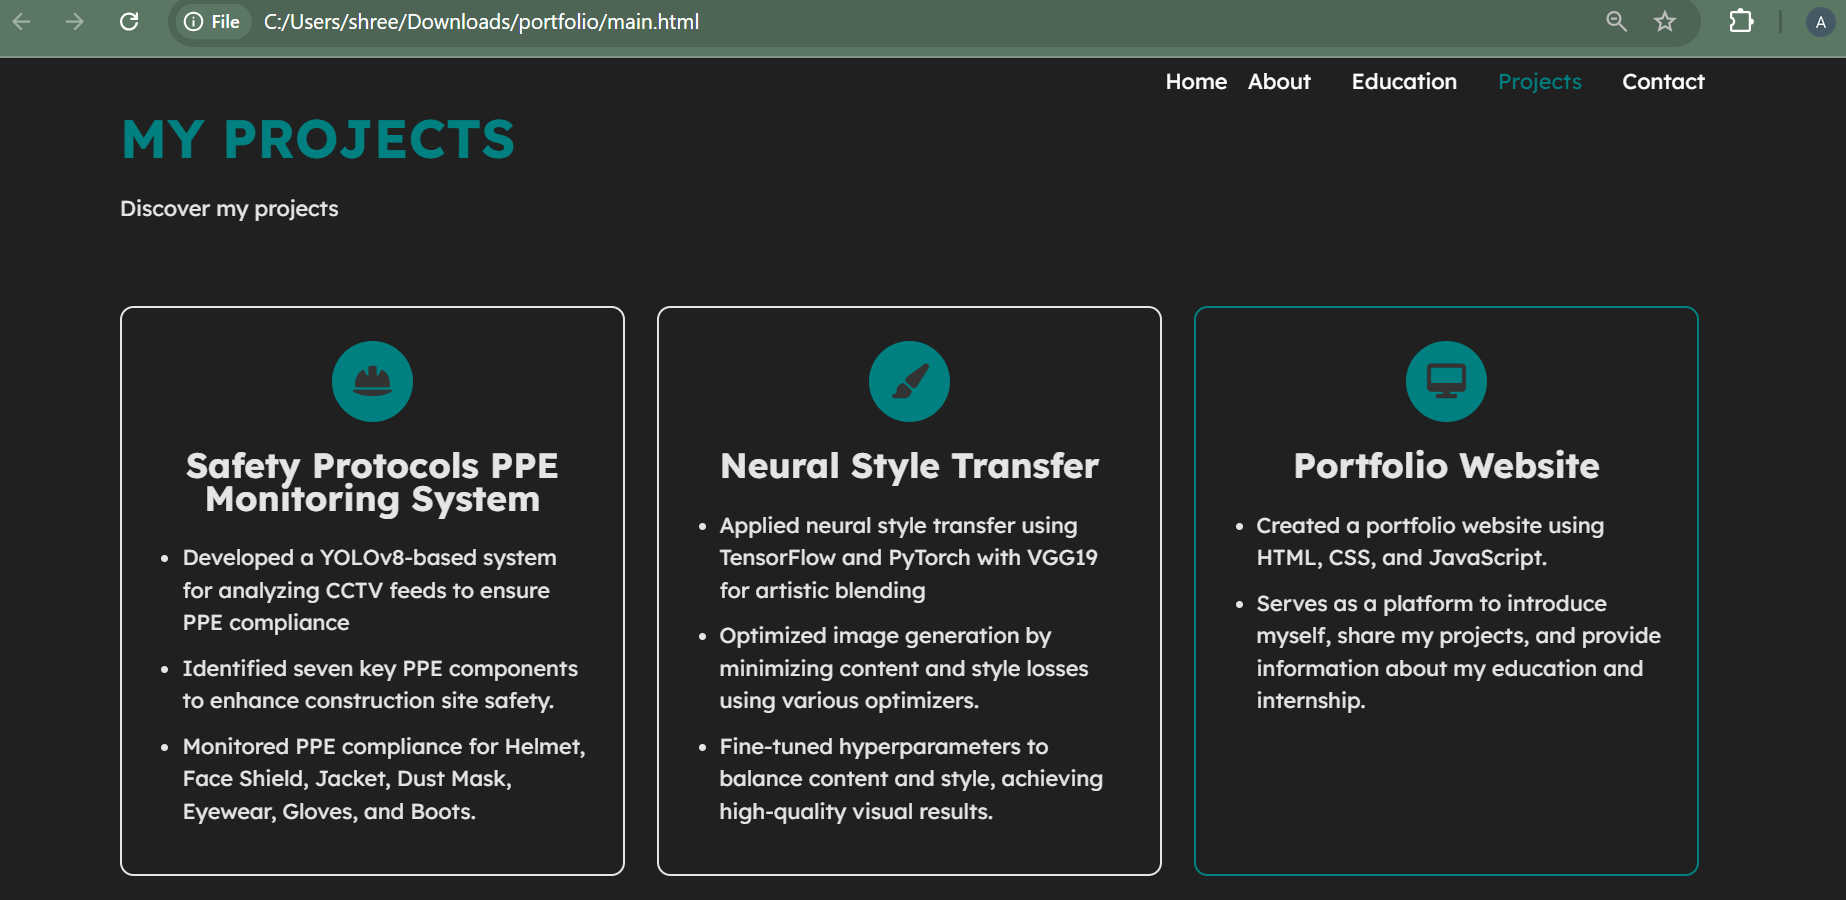 File C:/Users/shree/Downloads/portfolio/main.html
A
Home About Education Projects Contact
MY PROJECTS
Discover my projects
Safety Protocols PPE
Monitoring System
• Developed a YOLOv8-based system
for analyzing CCTV feeds to ensure
PPE compliance
• Identified seven key PPE components
to enhance construction site safety.
• Monitored PPE compliance for Helmet,
Face Shield, Jacket, Dust Mask,
Eyewear, Gloves, and Boots.
Neural Style Transfer
• Applied neural style transfer using
TensorFlow and PyTorch with VGG19
for artistic blending
• Optimized image generation by
minimizing content and style losses
using various optimizers.
• Fine-tuned hyperparameters to
balance content and style, achieving
high-quality visual results.
Portfolio Website
• Created a portfolio website using
HTML, CSS, and JavaScript.
• Serves as a platform to introduce
myself, share my projects, and provide
information about my education and
internship.